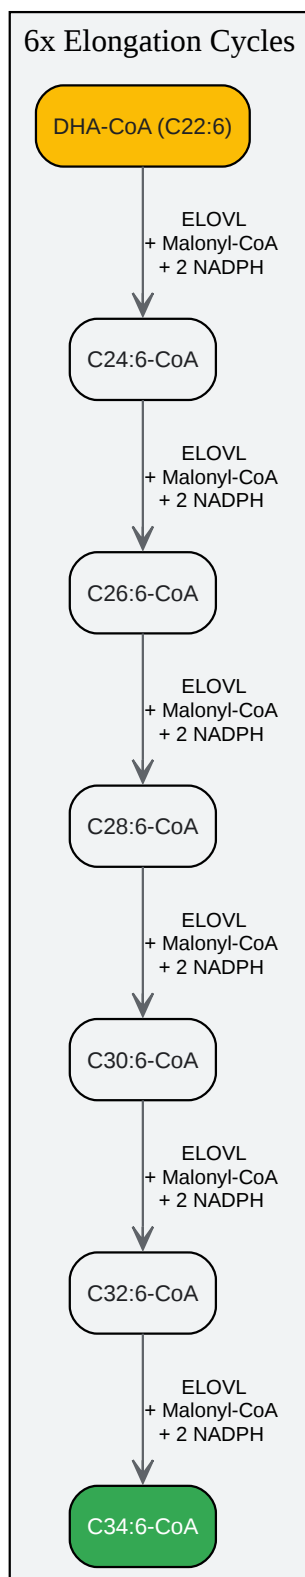 6x Elongation Cycles
DHA-CoA (C22:6)
ELOVL
+ Malonyl-CoA
+ 2 NADPH
C24:6-CoA
ELOVL
+ Malonyl-CoA
+ 2 NADPH
C26:6-CoA
ELOVL
+ Malonyl-CoA
+ 2 NADPH
C28:6-CoA
ELOVL
+ Malonyl-CoA
+ 2 NADPH
C30:6-CoA
ELOVL
+ Malonyl-CoA
+ 2 NADPH
C32:6-CoA
ELOVL
+ Malonyl-CoA
+ 2 NADPH
C34:6-CoA